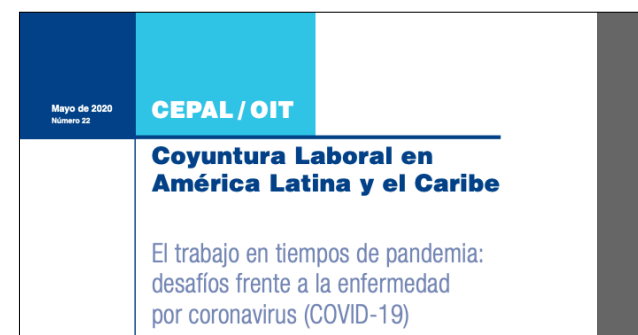 Mayo de 2020
Número 22
CEPAL / OIT
Coyuntura Laboral en
América Latina y el Caribe
El trabajo en tiempos de pandemia:
desafíos frente a la enfermedad
por coronavirus (COVID-19)